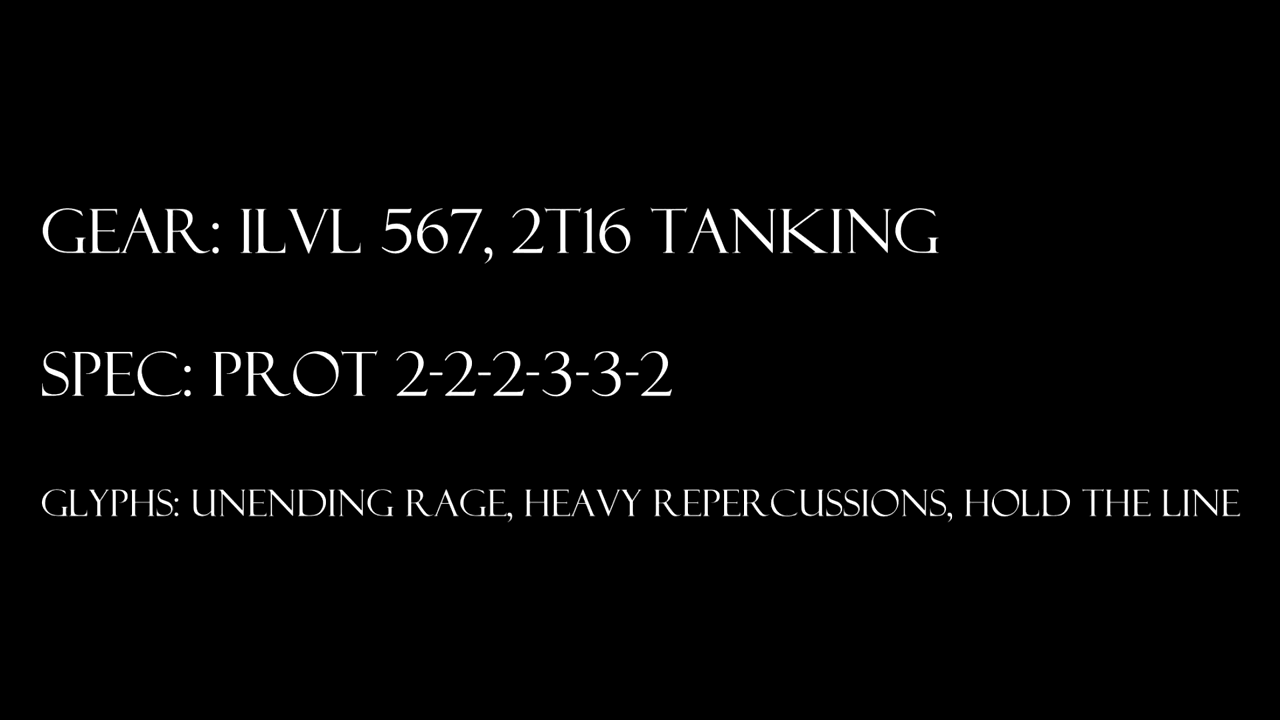 GEAR: ILVL 567, 2T16 TANKING
SPEC: PROT 2-2-2-3-3-2
GLYPHS: UNENDING RAGE, HEAVY REPERCUSSIONS, HOLD THE LINE